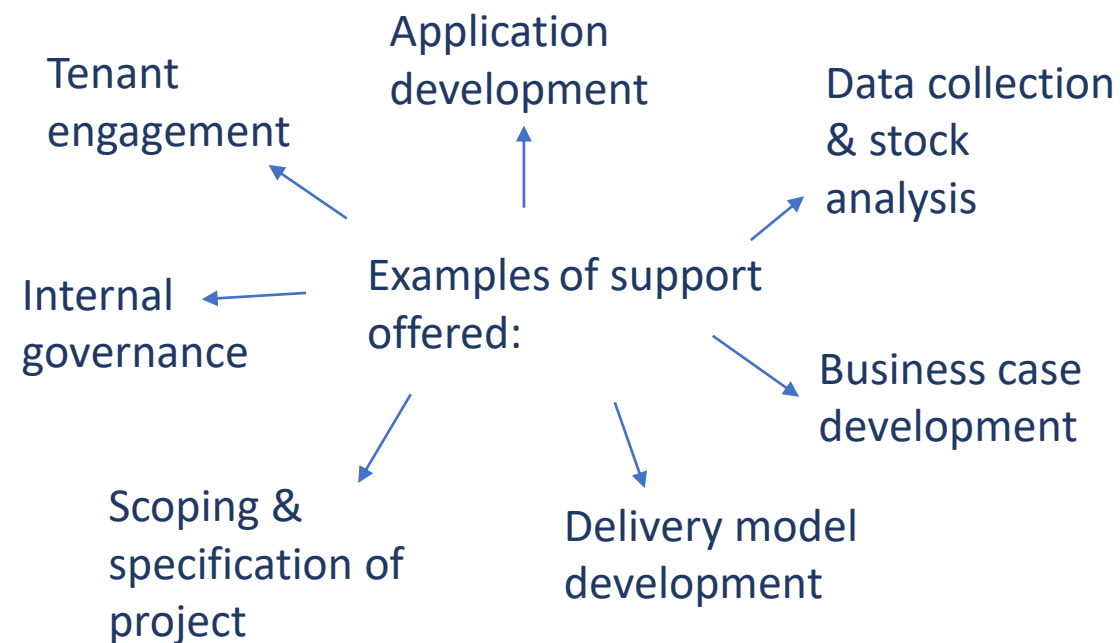 Application
development
Tenant
engagement
Data collection
& stock
analysis
Examples of support
offered:
Internal
governance
Business case
development
Scoping &
specification of
project
Delivery model
development